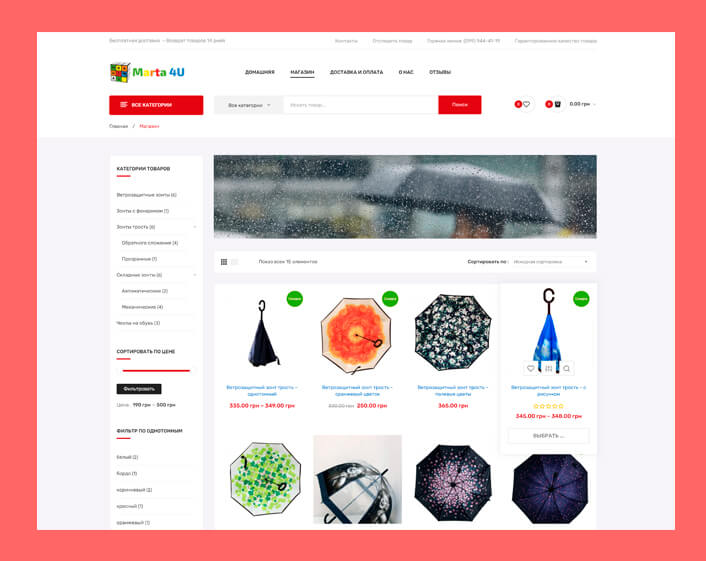 Бесплатная доставка – Возврат товаров 14 дней
Контакты
Отследить товар
Горячая линия: (099) 544-41-19
Гарантированное качество товара
Marta 4U
ДОМАШНЯЯ
МАГАЗИН
ДОСТАВКА И ОПЛАТА
О НАС
ОТЗЫВЫ
ВСЕ КАТЕГОРИИ
Все категории
Искать товар...
Поиск
0
0
0.00 грн
Главная / Магазин
КАТЕГОРИИ ТОВАРОВ
Ветрозащитные зонты (6)
Зонты с фонариком (1)
Зонты трость (6)
Обратного сложения (4)
Прозрачные (1)
Складные зонты (6)
Автоматические (2)
Механические (4)
Чехлы на обувь (3)
СОРТИРОВАТЬ ПО ЦЕНЕ
Фильтровать
Цена: 190 грн – 500 грн
ФИЛЬТР ПО ОДНОТОННЫМ
белый (2)
бордо (1)
коричневый (2)
красный (1)
оранжевый (1)
Показ всех 15 элементов
Сортировать по :
Исходная сортировка
Скидка
Ветрозащитный зонт трость –
однотонный
335.00 грн – 349.00 грн
Скидка
Ветрозащитный зонт трость –
оранжевый цветок
330.00 грн 250.00 грн
Ветрозащитный зонт трость –
полевые цветы
365.00 грн
Скидка
Ветрозащитный зонт трость – с
рисунком
345.00 грн – 348.00 грн
ВЫБРАТЬ ...